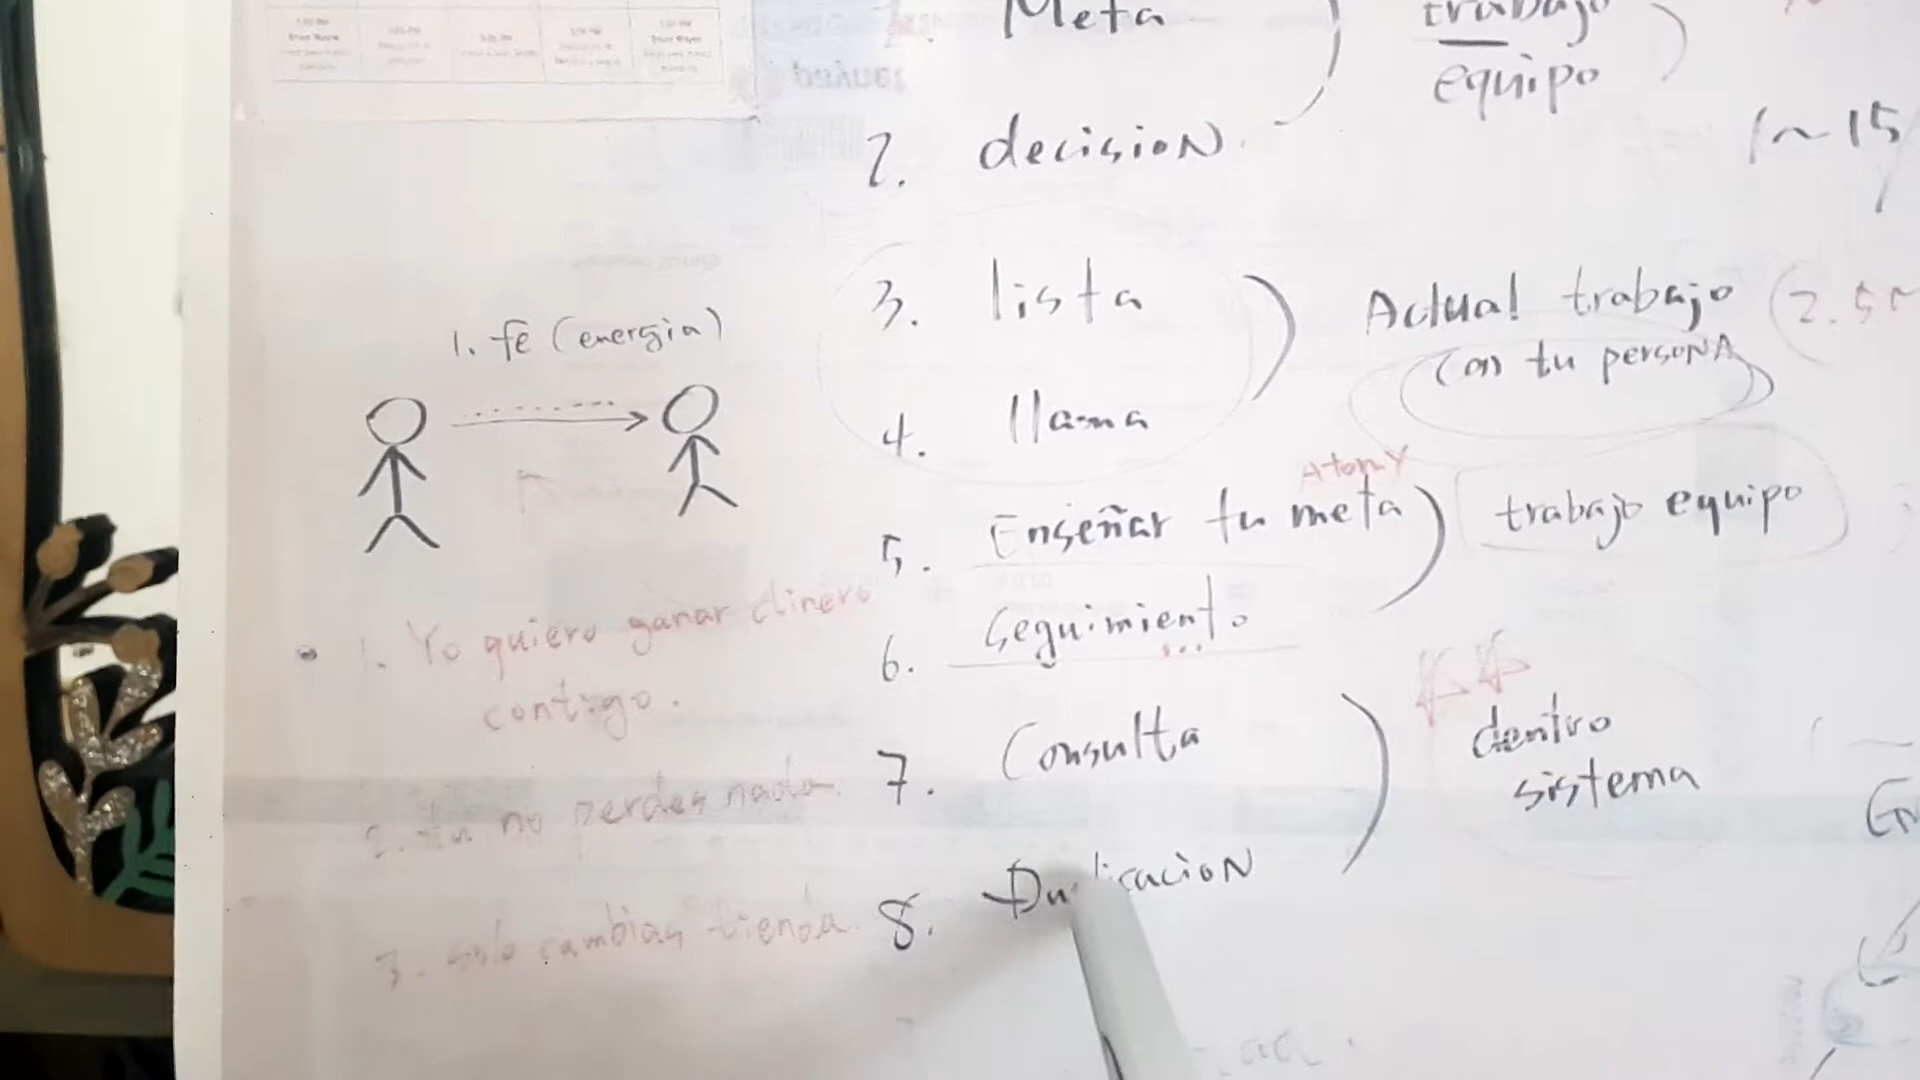 Meta
trabajo
equipo
2. decisioN.
1~15
3. lista
Actual trabajo
con tu persoNA
1. fe (energia)
4. llama
Atomy
5. Enseñar tu meta
trabajo equipo
6. seguimiento
1. Yo quiero ganar dinero
contigo.
7. Consulta
dentro
sistema
2. tu no perdes nada.
8. DuplicacioN
3. solo cambias tienda.